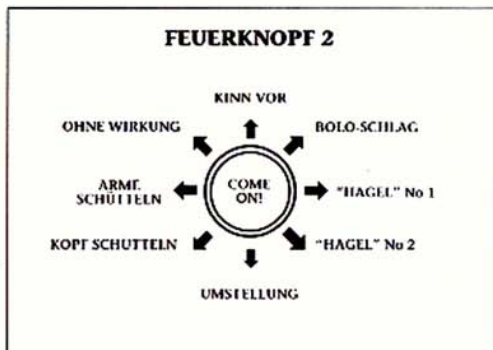 FEUERKNOPF 2
KINN VOR
OHNE WIRKUNG
BOLO-SCHLAG
ARME
SCHÜTTELN
COME
ON!
"HAGEL" No 1
KOPF SCHUTTELN
"HAGEL" No 2
UMSTELLUNG